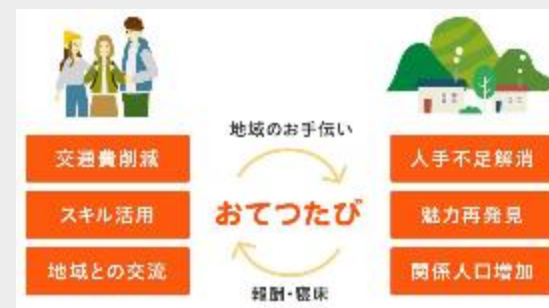 地域のお手伝い
交通費削減
人手不足解消
スキル活用
おてつたび
魅力再発見
地域との交流
関係人口増加
報酬・寝床